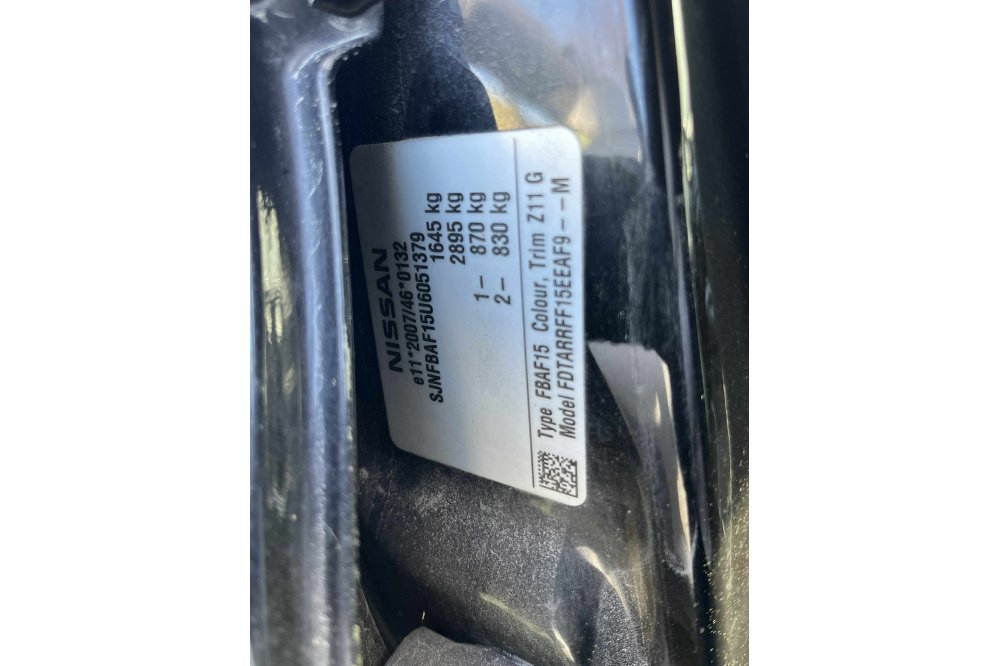 NISSAN
e11*2007/46*0132
SJNFBAF15U6051379
1645 kg
2895 kg
1- 870 kg
2- 830 kg
Type FBAF15 Colour, Trim Z11 G
Model FDTARRFF15EEAF9--M